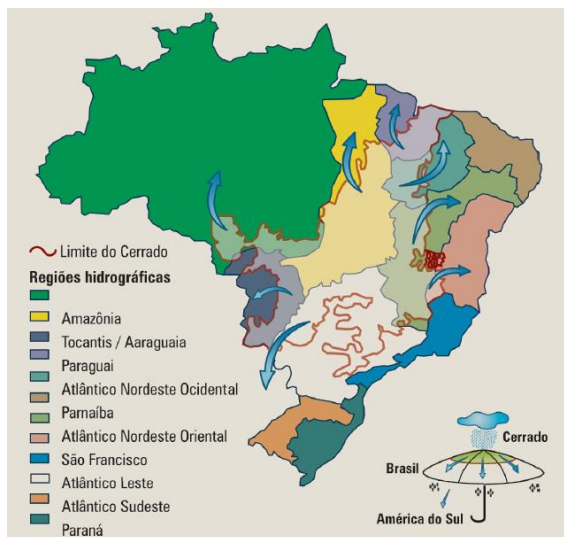 Limite do Cerrado
Regiões hidrográficas
Amazônia
Tocantis / Aaraguaia
Paraguai
Atlântico Nordeste Ocidental
Parnaíba
Atlântico Nordeste Oriental
São Francisco
Atlântico Leste
Atlântico Sudeste
Paraná
Cerrado
Brasil
América do Sul